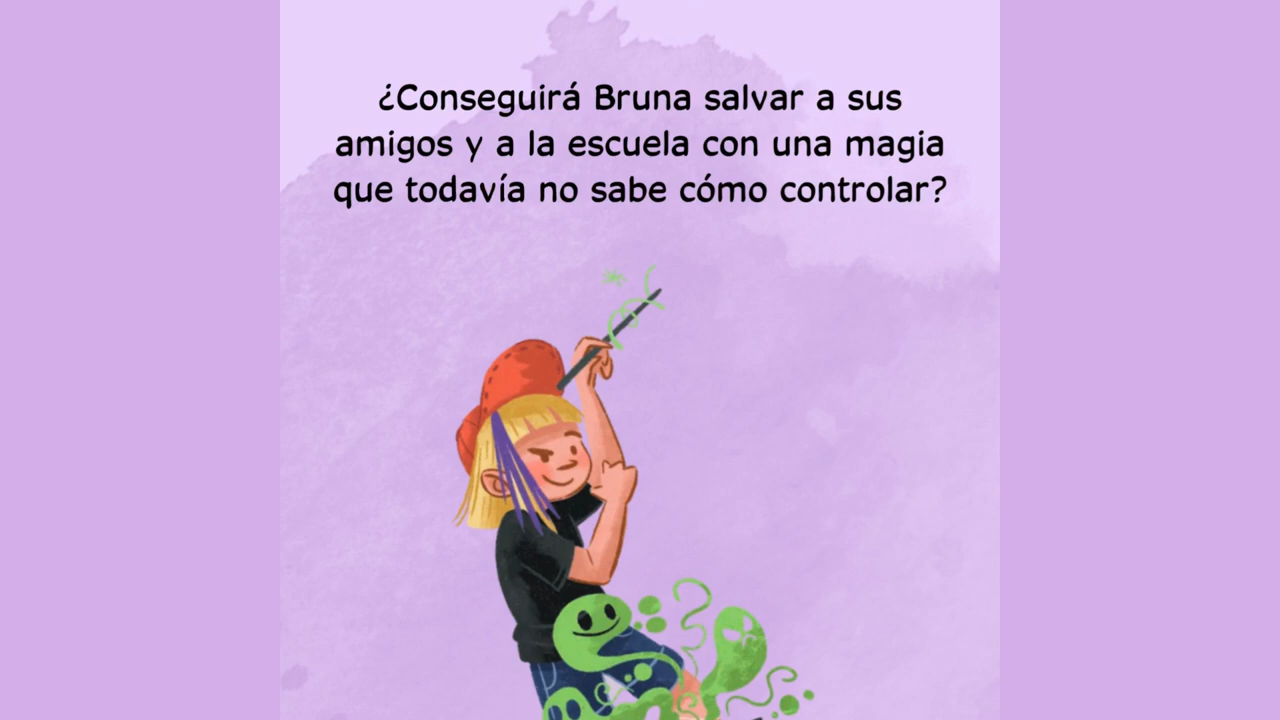 ¿Conseguirá Bruna salvar a sus
amigos y a la escuela con una magia
que todavía no sabe cómo controlar?